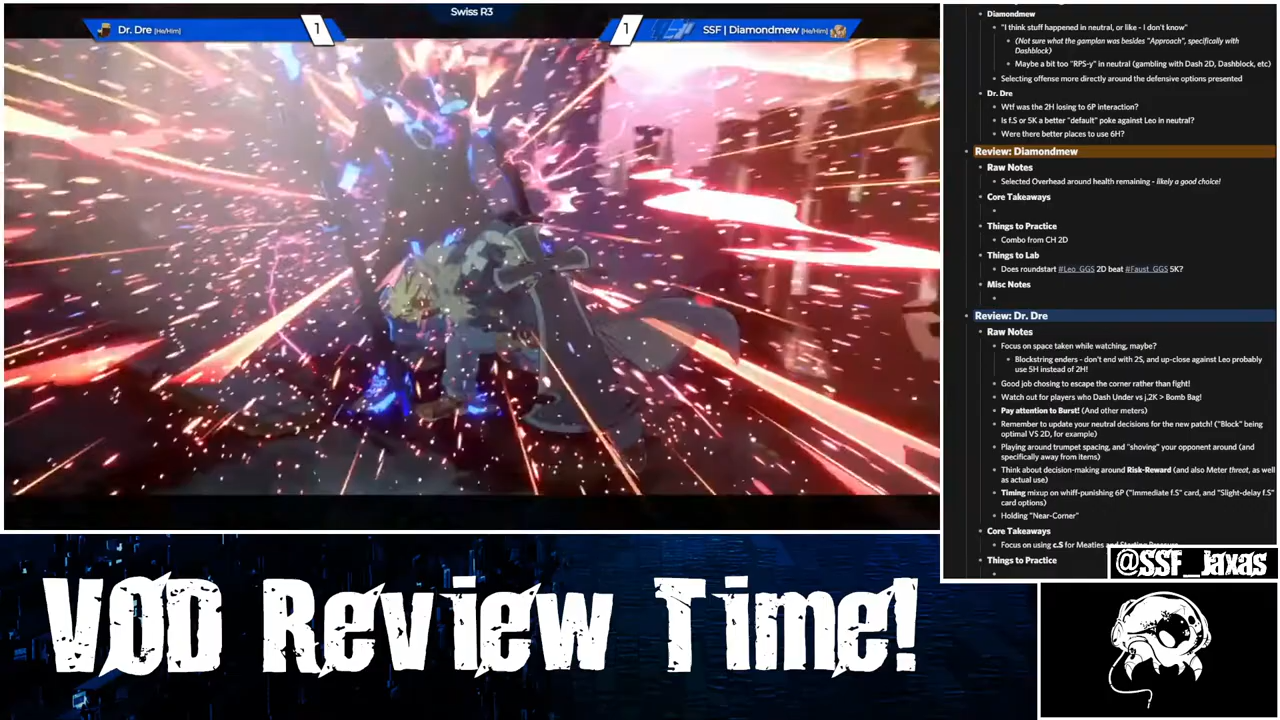 Swiss R3
Dr. Dre [He/Him]
1
1
SSF | Diamondmew [He/Him]
Diamondmew
"I think stuff happened in neutral, or like - i don't know"
(Not sure what the gamplan was besides "Approach", specifically with
Dashblock)
Maybe a bit too "RPS-y" in neutral (gambling with Dash 2D, Dashblock, etc)
Selecting offense more directly around the defensive options presented
Dr. Dre
Wtf was the 2H losing to 6P interaction?
Is f.S or 5K a better "default" poke against Leo in neutral?
Were there better places to use 6H?
Review: Diamondmew
Raw Notes
Selected Overhead around health remaining - likely a good choice!
Core Takeaways
Things to Practice
Combo from CH 2D
Things to Lab
Does roundstart #Leo_GGS 2D beat #Faust_GGS 5K?
Misc Notes
Review: Dr. Dre
Raw Notes
Focus on space taken while watching, maybe?
Blockstring enders - don't end with 2S, and up-close against Leo probably
use 5H instead of 2H!
Good job chosing to escape the corner rather than fight!
Watch out for players who Dash Under vs j.2K > Bomb Bag!
Pay attention to Burst! (And other meters)
Remember to update your neutral decisions for the new patch! ("Block" being
optimal VS 2D, for example)
Playing around trumpet spacing, and "shoving" your opponent around (and
specifically away from items)
Think about decision-making around Risk-Reward (and also Meter threat, as well
as actual use)
Timing mixup on whiff-punishing 6P ("Immediate f.S" card, and "Slight-delay f.S"
card options)
Holding "Near-Corner"
Core Takeaways
Focus on using c.S for Meaties and Starting Pressure
Things to Practice
@SSF_Jaxas
VOD Review Time!